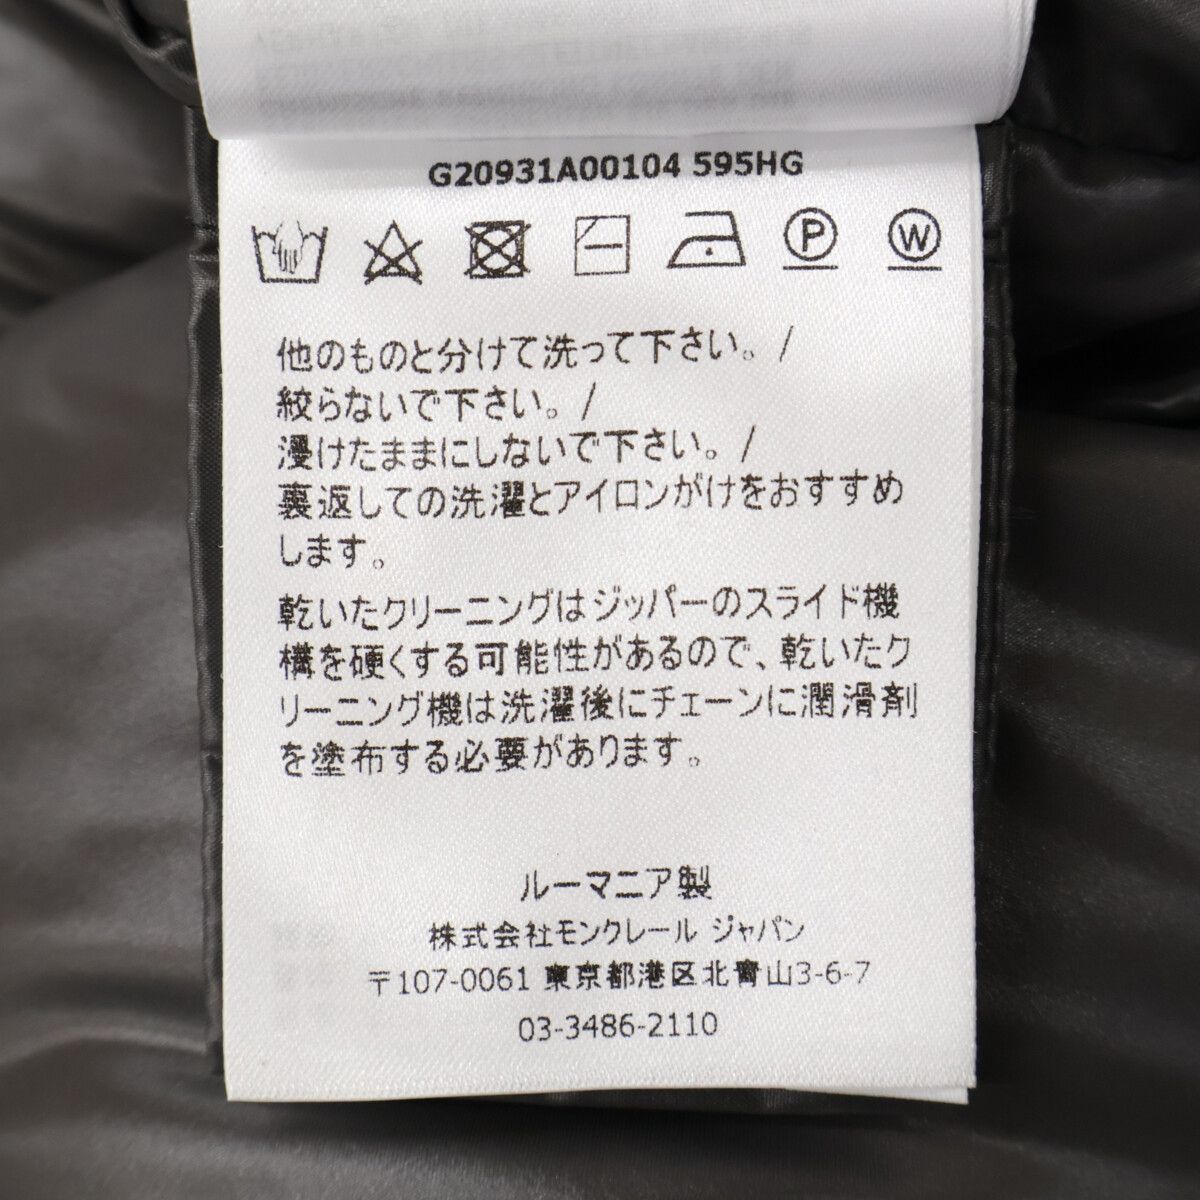 G20931A00104 595HG
P W
他のものと分けて洗って下さい。/
絞らないで下さい。/
浸けたままにしないで下さい。/
裏返しての洗濯とアイロンがけをおすすめ
します。
乾いたクリーニングはジッパーのスライド機
構を硬くする可能性があるので、乾いたク
リーニング機は洗濯後にチェーンに潤滑剤
を塗布する必要があります。
ルーマニア製
株式会社モンクレール ジャパン
〒107-0061 東京都港区北青山3-6-7
03-3486-2110